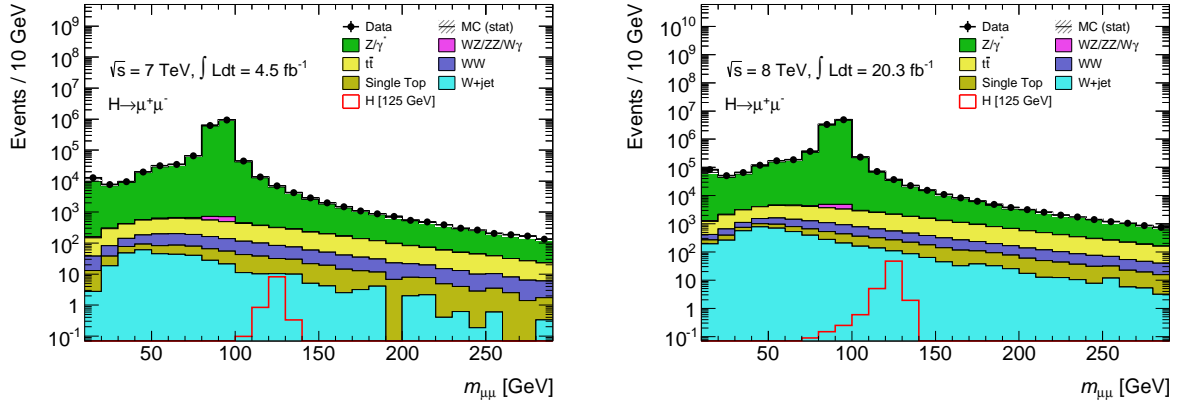 Events / 10 GeV
10⁹
10⁸
10⁷
10⁶
10⁵
10⁴
10³
10²
10
1
10⁻¹
Data
MC (stat)
Z/γ*
WZ/ZZ/Wγ
tt̄
WW
Single Top
W+jet
H [125 GeV]
√s = 7 TeV, ∫ Ldt = 4.5 fb⁻¹
H→μ⁺μ⁻
50 100 150 200 250
m_μμ [GeV]
Events / 10 GeV
10¹⁰
10⁹
10⁸
10⁷
10⁶
10⁵
10⁴
10³
10²
10
1
10⁻¹
Data
MC (stat)
Z/γ*
WZ/ZZ/Wγ
tt̄
WW
Single Top
W+jet
H [125 GeV]
√s = 8 TeV, ∫ Ldt = 20.3 fb⁻¹
H→μ⁺μ⁻
50 100 150 200 250
m_μμ [GeV]